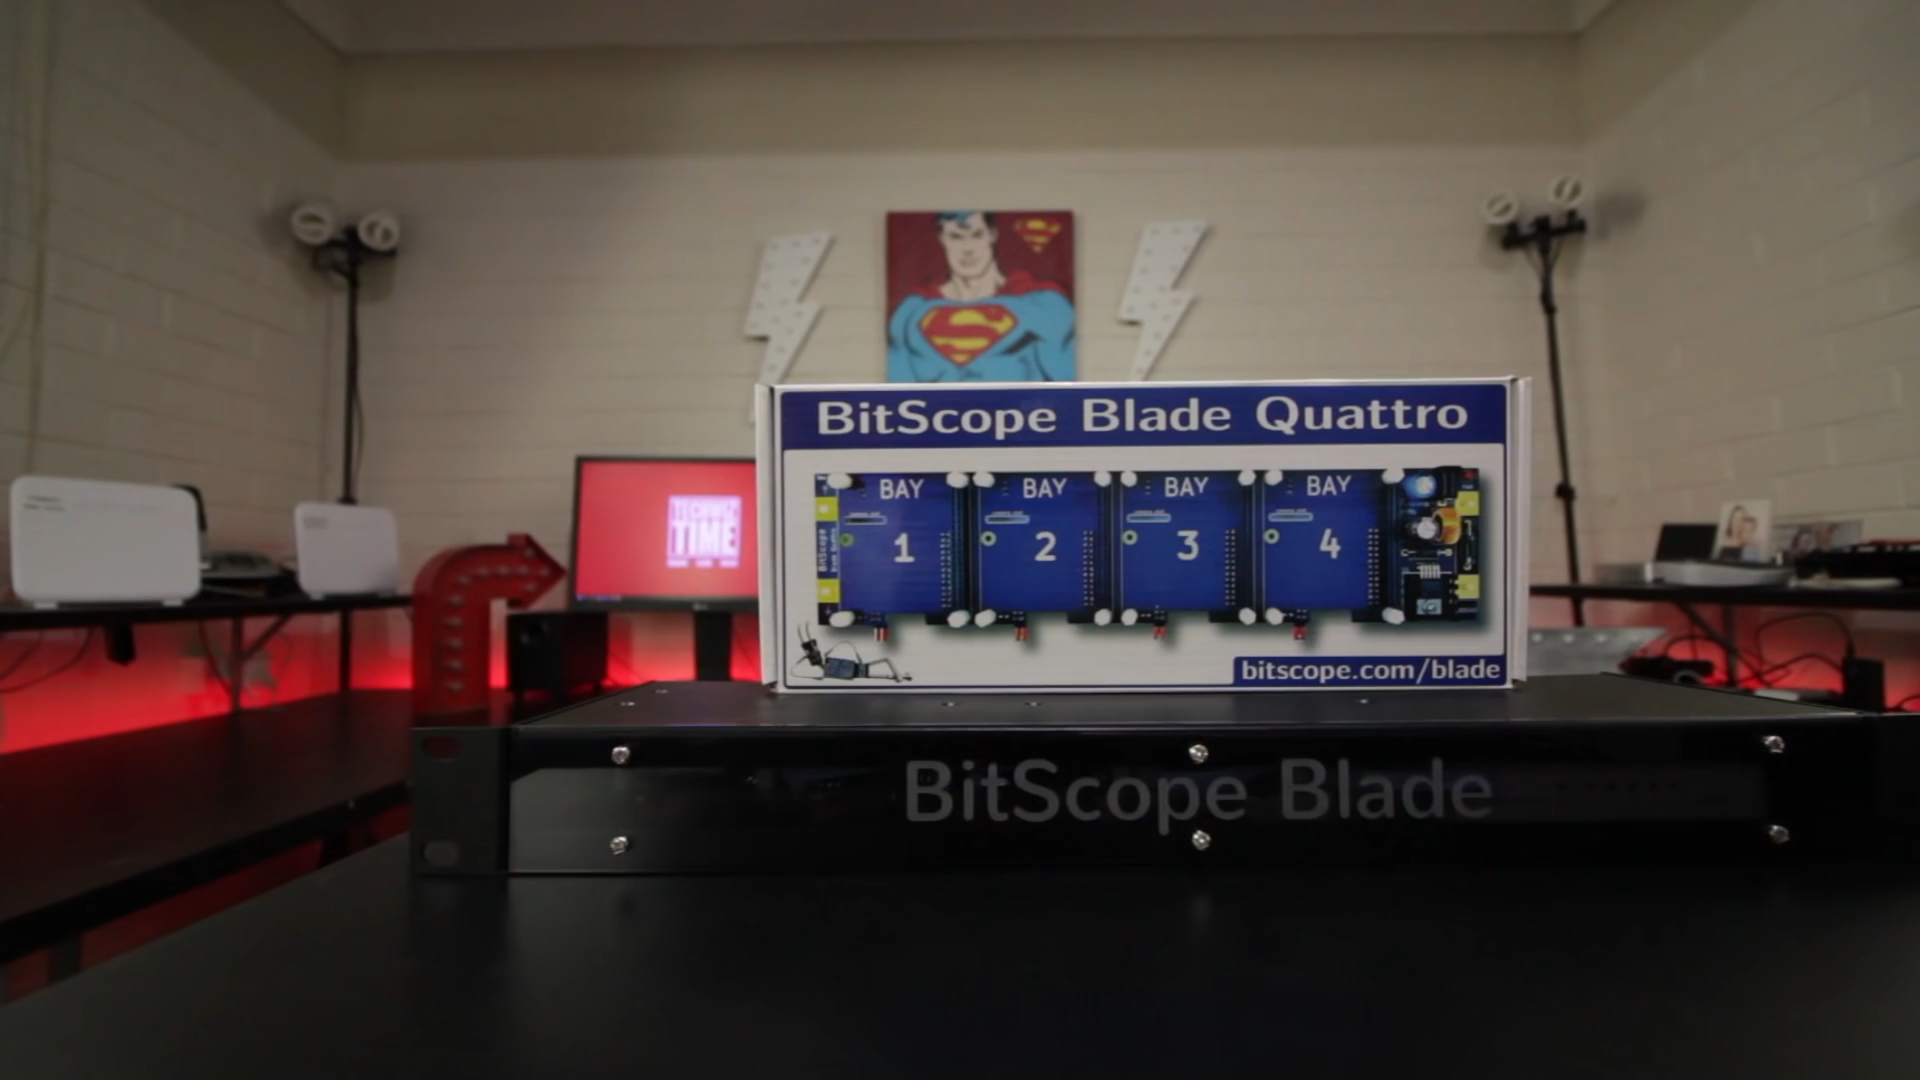 BitScope Blade Quattro
BAY BAY BAY BAY
1 2 3 4
bitscope.com/blade
TIME
BitScope Blade